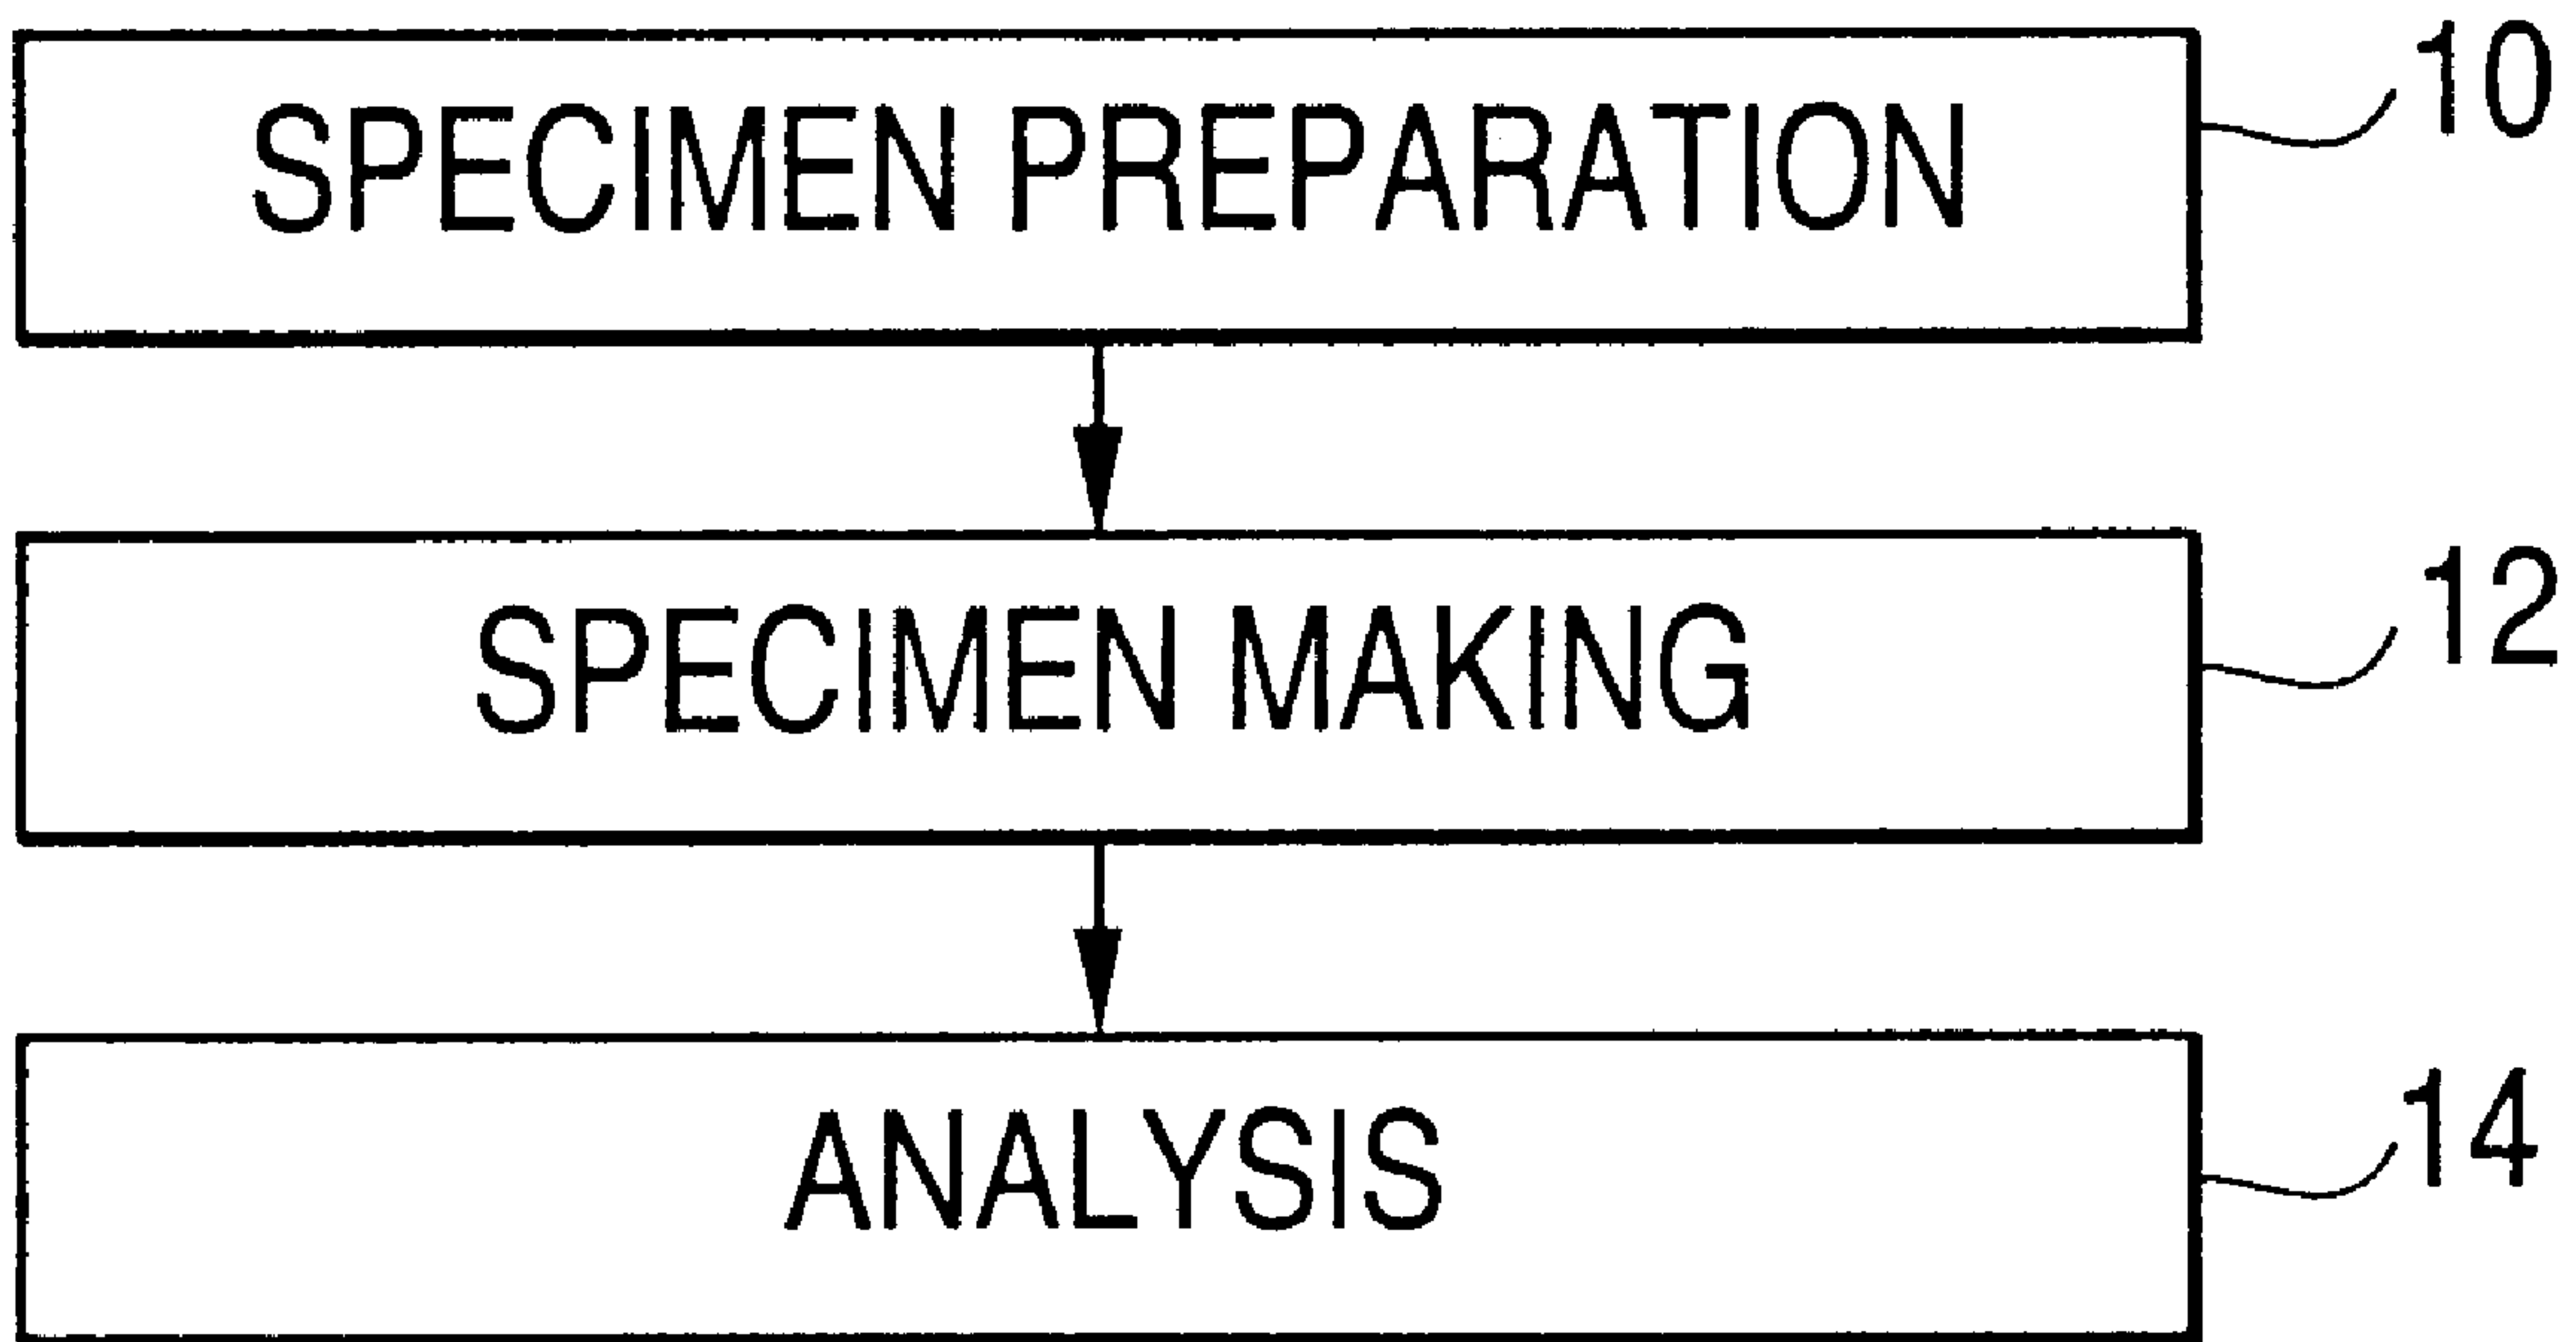 SPECIMEN PREPARATION 10
SPECIMEN MAKING 12
ANALYSIS 14